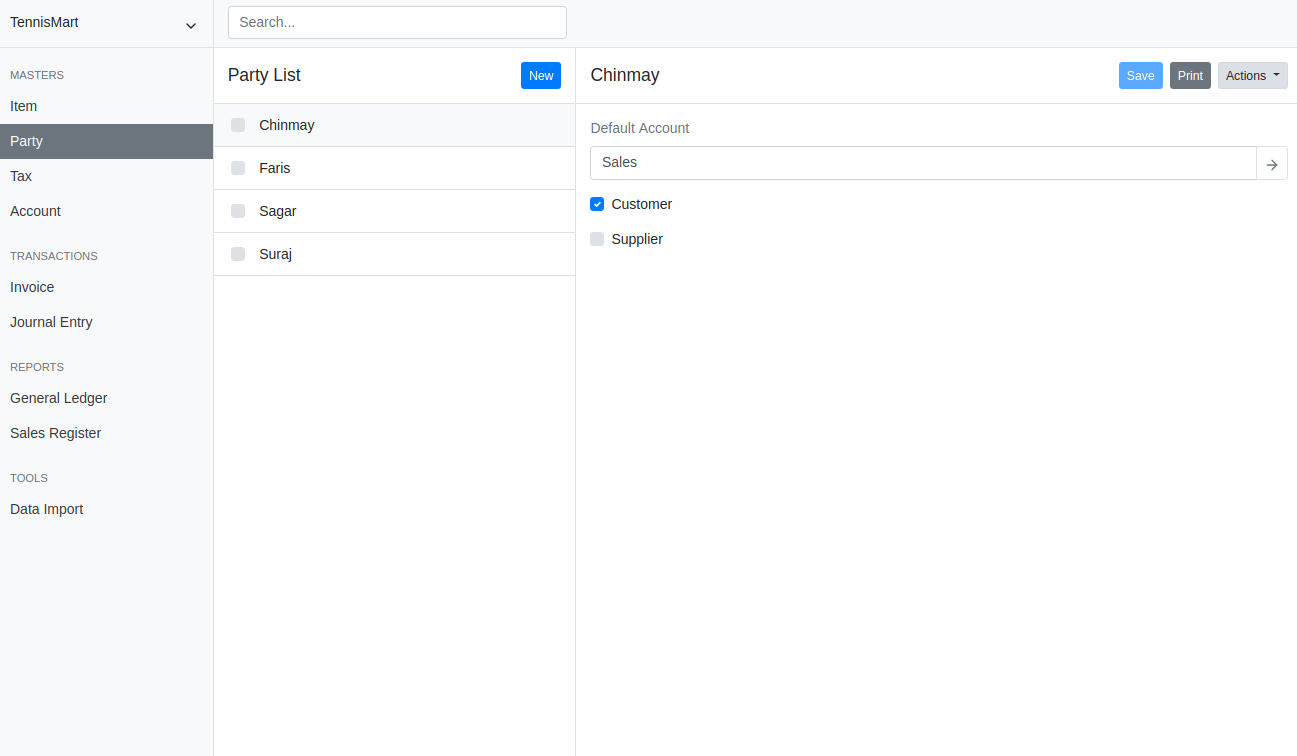 TennisMart
Search...
MASTERS
Item
Party
Tax
Account
TRANSACTIONS
Invoice
Journal Entry
REPORTS
General Ledger
Sales Register
TOOLS
Data Import
Party List
New
Chinmay
Faris
Sagar
Suraj
Chinmay
Save
Print
Actions
Default Account
Sales
Customer
Supplier